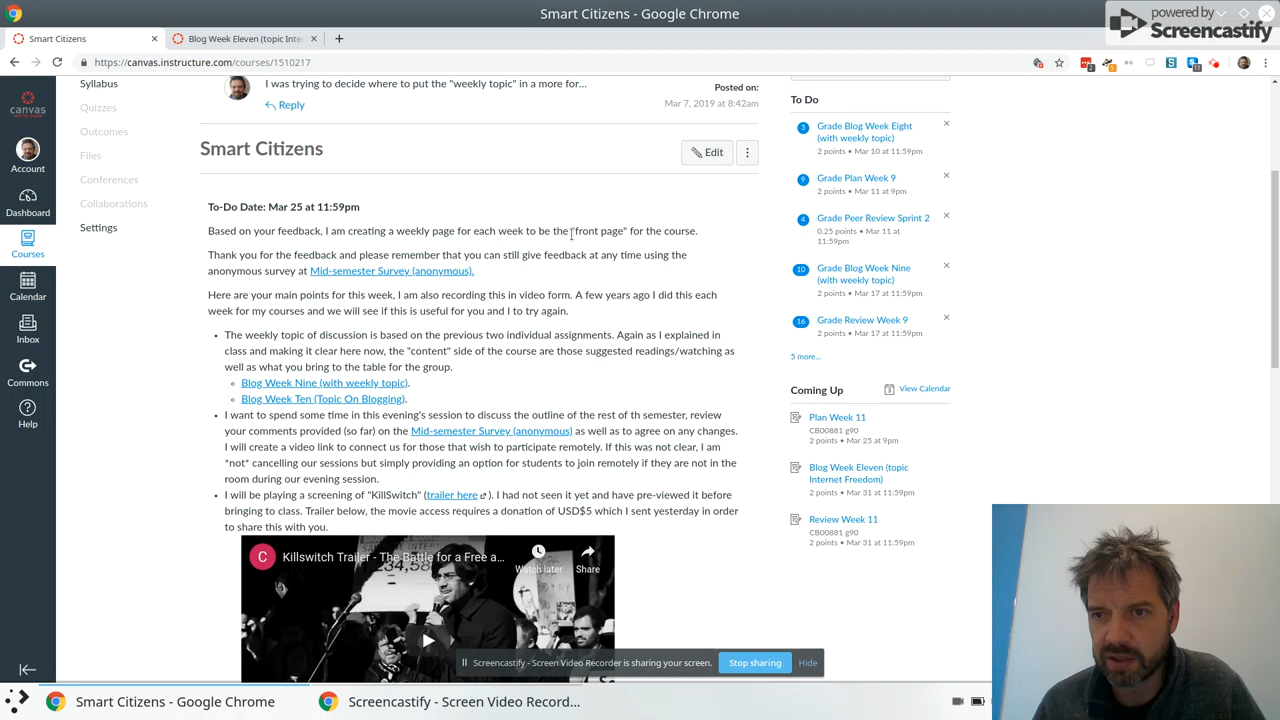 Smart Citizens - Google Chrome
powered by
Screencastify
Smart Citizens
Blog Week Eleven (topic Inte
https://canvas.instructure.com/courses/1510217
2
11
canvas
Account
Dashboard
Courses
Calendar
Inbox
Commons
Help
Syllabus
Quizzes
Outcomes
Files
Conferences
Collaborations
Settings
I was trying to decide where to put the "weekly topic" in a more for...
Reply
Posted on:
Mar 7, 2019 at 8:42am
Smart Citizens
Edit
To-Do Date: Mar 25 at 11:59pm
Based on your feedback, I am creating a weekly page for each week to be the "front page" for the course.
Thank you for the feedback and please remember that you can still give feedback at any time using the
anonymous survey at Mid-semester Survey (anonymous).
Here are your main points for this week, I am also recording this in video form. A few years ago I did this each
week for my courses and we will see if this is useful for you and I to try again.
• The weekly topic of discussion is based on the previous two individual assignments. Again as I explained in
class and making it clear here now, the "content" side of the course are those suggested readings/watching as
well as what you bring to the table for the group.
Blog Week Nine (with weekly topic).
Blog Week Ten (Topic On Blogging).
• I want to spend some time in this evening's session to discuss the outline of the rest of th semester, review
your comments provided (so far) on the Mid-semester Survey (anonymous) as well as to agree on any changes.
I will create a video link to connect us for those that wish to participate remotely. If this was not clear, I am
*not* cancelling our sessions but simply providing an option for students to join remotely if they are not in the
room during our evening session.
• I will be playing a screening of "KillSwitch" (trailer here ). I had not seen it yet and have pre-viewed it before
bringing to class. Trailer below, the movie access requires a donation of USD$5 which I sent yesterday in order
to share this with you.
C
Killswitch Trailer - The Battle for a Free a...
Watch later
Share
To Do
3
Grade Blog Week Eight
(with weekly topic)
2 points • Mar 10 at 11:59pm
9
Grade Plan Week 9
2 points • Mar 11 at 9pm
4
Grade Peer Review Sprint 2
0.25 points • Mar 11 at
11:59pm
10
Grade Blog Week Nine
(with weekly topic)
2 points • Mar 17 at 11:59pm
16
Grade Review Week 9
2 points • Mar 17 at 11:59pm
5 more...
Coming Up
View Calendar
Plan Week 11
CB00881 g90
2 points • Mar 25 at 9pm
Blog Week Eleven (topic
Internet Freedom)
2 points • Mar 31 at 11:59pm
Review Week 11
CB00881 g90
2 points • Mar 31 at 11:59pm
Screencastify - Screen Video Recorder is sharing your screen.
Stop sharing
Hide
Smart Citizens - Google Chrome
Screencastify - Screen Video Record...